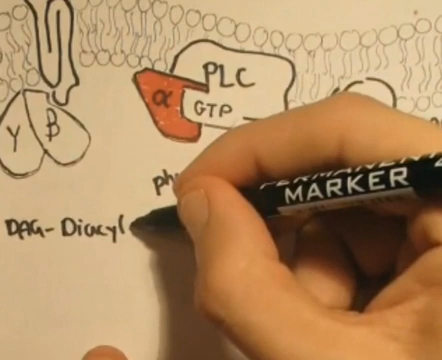 PLC
α
GTP
γ β
DAG - Diacyl
PERMANENT
MARKER